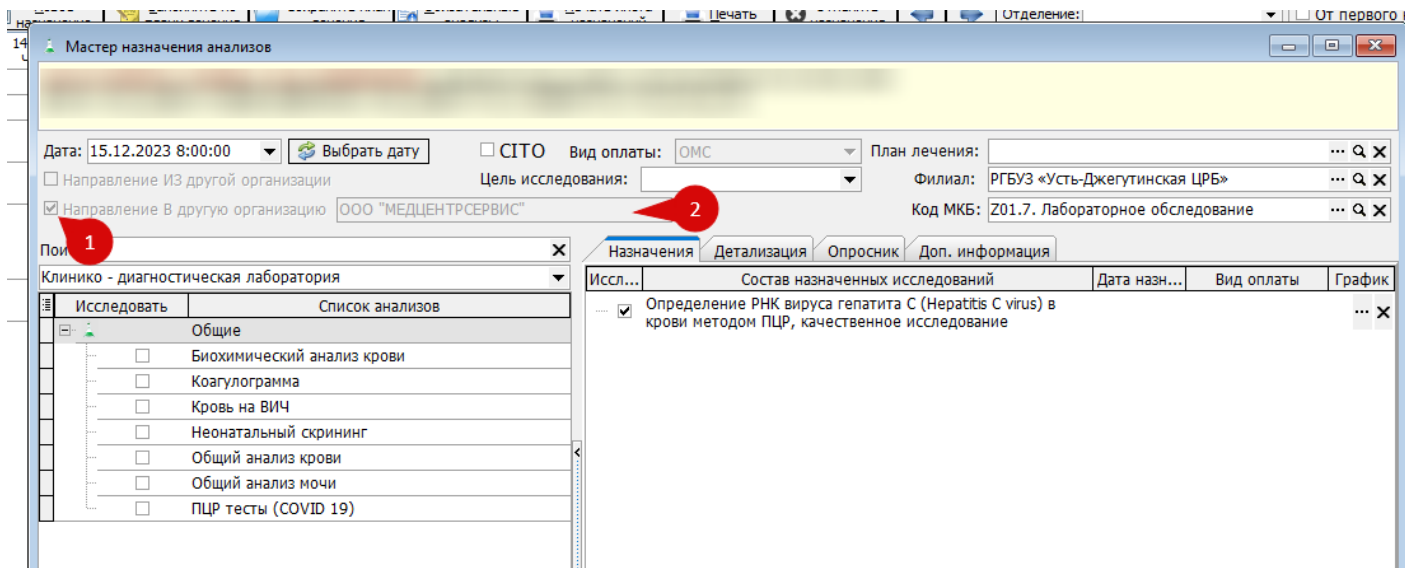 Печать
Отделение:
От первого
14
Мастер назначения анализов
Дата: 15.12.2023 8:00:00 Выбрать дату CITO Вид оплаты: ОМС План лечения:
Направление ИЗ другой организации Цель исследования: Филиал: РГБУЗ «Усть-Джегутинская ЦРБ»
Направление В другую организацию ООО "МЕДЦЕНТРСЕРВИС" 2 Код МКБ: Z01.7. Лабораторное обследование
1
Пои
Назначения Детализация Опросник Доп. информация
Клинико - диагностическая лаборатория
Иссл... Состав назначенных исследований Дата назн... Вид оплаты График
Исследовать Список анализов
Определение РНК вируса гепатита C (Hepatitis C virus) в
крови методом ПЦР, качественное исследование
Общие
Биохимический анализ крови
Коагулограмма
Кровь на ВИЧ
Неонатальный скрининг
Общий анализ крови
Общий анализ мочи
ПЦР тесты (COVID 19)